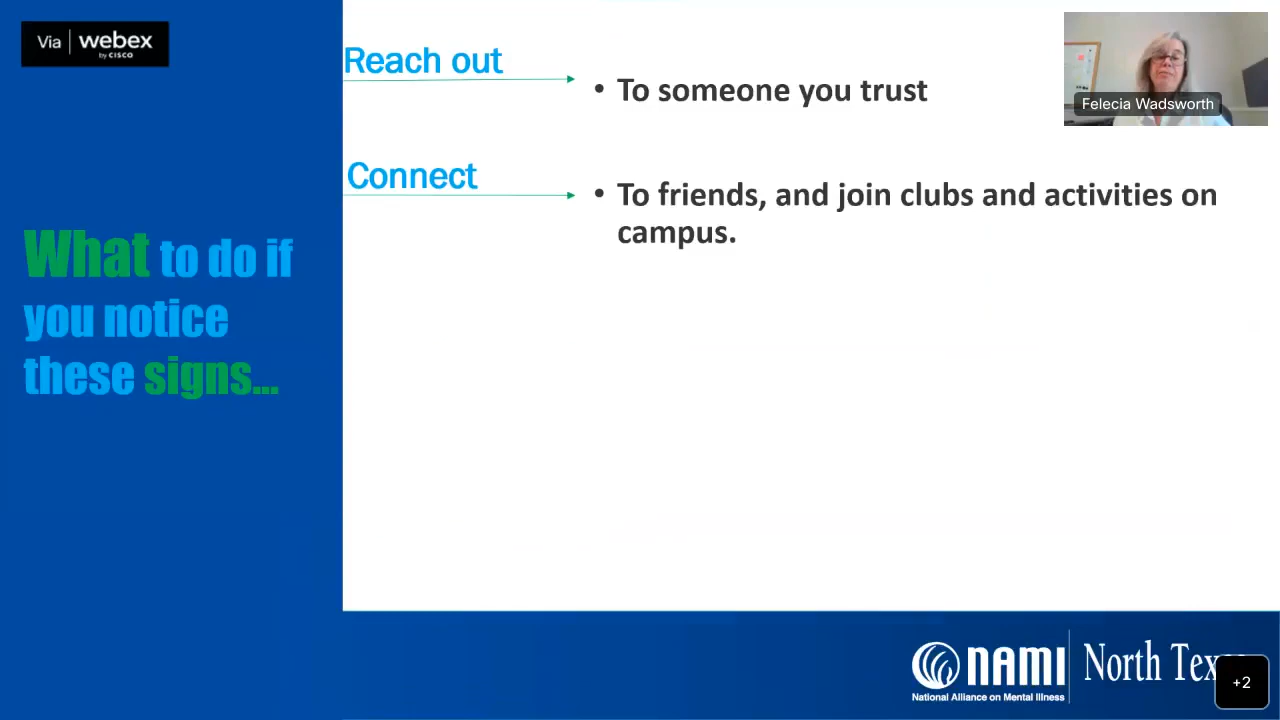 Via | webex
by CISCO
Reach out
• To someone you trust
Felecia Wadsworth
Connect
• To friends, and join clubs and activities on
campus.
What to do if
you notice
these signs...
NAMI
National Alliance on Mental Illness
North Tex
+2